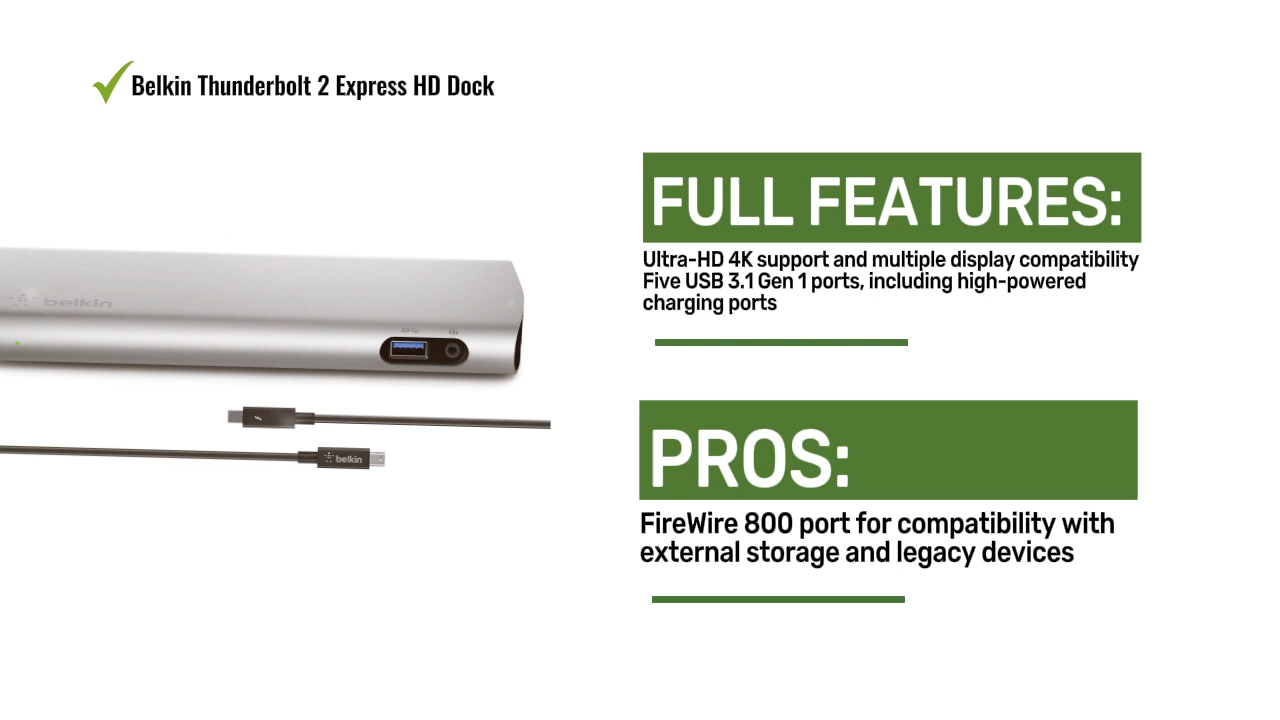 Belkin Thunderbolt 2 Express HD Dock
FULL FEATURES:
Ultra-HD 4K support and multiple display compatibility
Five USB 3.1 Gen 1 ports, including high-powered
charging ports
belkin
belkin
PROS:
FireWire 800 port for compatibility with
external storage and legacy devices